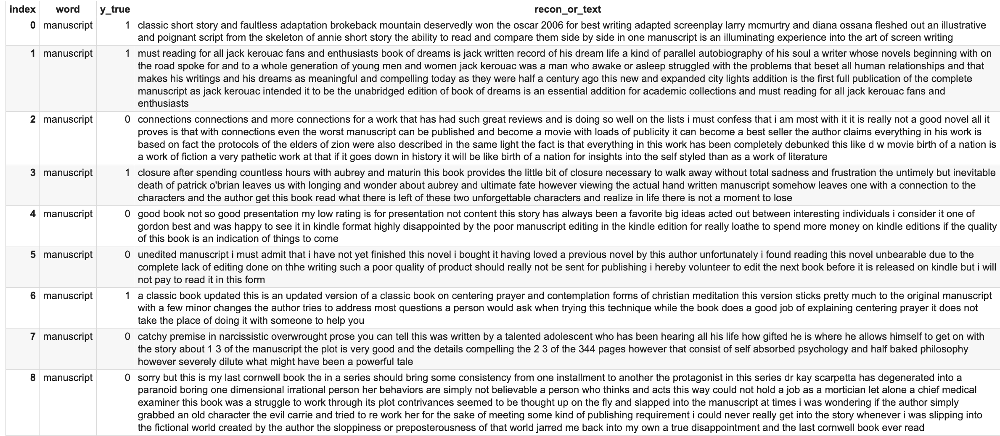 index word y_true recon_or_text
0 manuscript 1 classic short story and faultless adaptation brokeback mountain deservedly won the oscar 2006 for best writing adapted screenplay larry mcmurtry and diana ossana fleshed out an illustrative
and poignant script from the skeleton of annie short story the ability to read and compare them side by side in one manuscript is an illuminating experience into the art of screen writing
1 manuscript 1 must reading for all jack kerouac fans and enthusiasts book of dreams is jack written record of his dream life a kind of parallel autobiography of his soul a writer whose novels beginning with on
the road spoke for and to a whole generation of young men and women jack kerouac was a man who awake or asleep struggled with the problems that beset all human relationships and that
makes his writings and his dreams as meaningful and compelling today as they were half a century ago this new and expanded city lights addition is the first full publication of the complete
manuscript as jack kerouac intended it to be the unabridged edition of book of dreams is an essential addition for academic collections and must reading for all jack kerouac fans and
enthusiasts
2 manuscript 0 connections connections and more connections for a work that has had such great reviews and is doing so well on the lists i must confess that i am most with it it is really not a good novel all it
proves is that with connections even the worst manuscript can be published and become a movie with loads of publicity it can become a best seller the author claims everything in his work is
based on fact the protocols of the elders of zion were also described in the same light the fact is that everything in this work has been completely debunked this like d w movie birth of a nation is
a work of fiction a very pathetic work at that if it goes down in history it will be like birth of a nation for insights into the self styled than as a work of literature
3 manuscript 1 closure after spending countless hours with aubrey and maturin this book provides the little bit of closure necessary to walk away without total sadness and frustration the untimely but inevitable
death of patrick o'brian leaves us with longing and wonder about aubrey and ultimate fate however viewing the actual hand written manuscript somehow leaves one with a connection to the
characters and the author get this book read what there is left of these two unforgettable characters and realize in life there is not a moment to lose
4 manuscript 0 good book not so good presentation my low rating is for presentation not content this story has always been a favorite big ideas acted out between interesting individuals i consider it one of
gordon best and was happy to see it in kindle format highly disappointed by the poor manuscript editing in the kindle edition for really loathe to spend more money on kindle editions if the quality
of this book is an indication of things to come
5 manuscript 0 unedited manuscript i must admit that i have not yet finished this novel i bought it having loved a previous novel by this author unfortunately i found reading this novel unbearable due to the
complete lack of editing done on thhe writing such a poor quality of product should really not be sent for publishing i hereby volunteer to edit the next book before it is released on kindle but i will
not pay to read it in this form
6 manuscript 1 a classic book updated this is an updated version of a classic book on centering prayer and contemplation forms of christian meditation this version sticks pretty much to the original manuscript
with a few minor changes the author tries to address most questions a person would ask when trying this technique while the book does a good job of explaining centering prayer it does not
take the place of doing it with someone to help you
7 manuscript 0 catchy premise in narcissistic overwrought prose you can tell this was written by a talented adolescent who has been hearing all his life how gifted he is where he allows himself to get on with
the story about 1 3 of the manuscript the plot is very good and the details compelling the 2 3 of the 344 pages however that consist of self absorbed psychology and half baked philosophy
however severely dilute what might have been a powerful tale
8 manuscript 0 sorry but this is my last cornwell book the in a series should bring some consistency from one installment to another the protagonist in this series dr kay scarpetta has degenerated into a
paranoid boring one dimensional irrational person her behaviors are simply not believable a person who thinks and acts this way could not hold a job as a mortician let alone a chief medical
examiner this book was a struggle to work through its plot contrivances seemed to be thought up on the fly and slapped into the manuscript at times i was wondering if the author simply
grabbed an old character the evil carrie and tried to re work her for the sake of meeting some kind of publishing requirement i could never really get into the story whenever i was slipping into
the fictional world created by the author the sloppiness or preposterousness of that world jarred me back into my own a true disappointment and the last cornwell book ever read